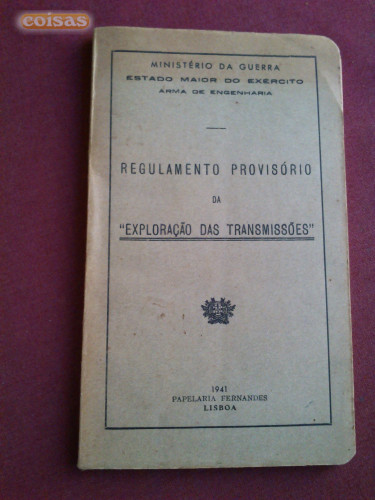 coisas
MINISTÉRIO DA GUERRA
ESTADO MAIOR DO EXÉRCITO
ARMA DE ENGENHARIA
REGULAMENTO PROVISÓRIO
DA
"EXPLORAÇÃO DAS TRANSMISSÕES"
1941
PAPELARIA FERNANDES
LISBOA